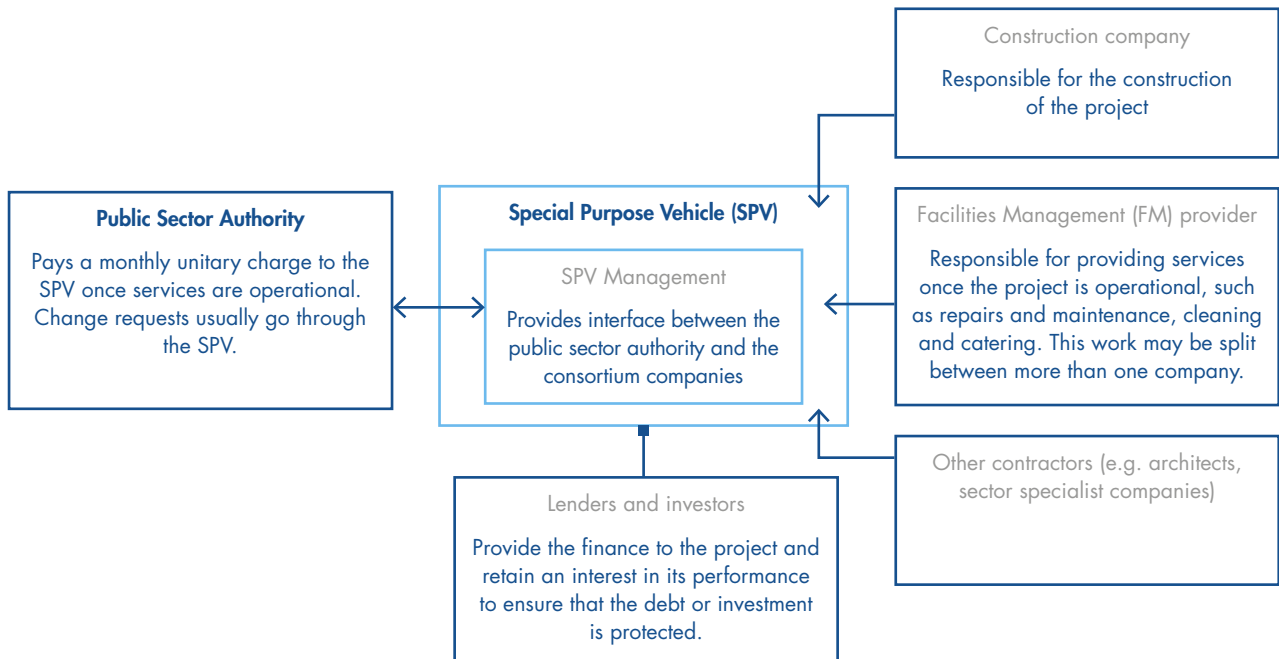 Construction company
Responsible for the construction
of the project
Public Sector Authority
Pays a monthly unitary charge to the
SPV once services are operational.
Change requests usually go through
the SPV.
Special Purpose Vehicle (SPV)
SPV Management
Provides interface between the
public sector authority and the
consortium companies
Facilities Management (FM) provider
Responsible for providing services
once the project is operational, such
as repairs and maintenance, cleaning
and catering. This work may be split
between more than one company.
Other contractors (e.g. architects,
sector specialist companies)
Lenders and investors
Provide the finance to the project and
retain an interest in its performance
to ensure that the debt or investment
is protected.